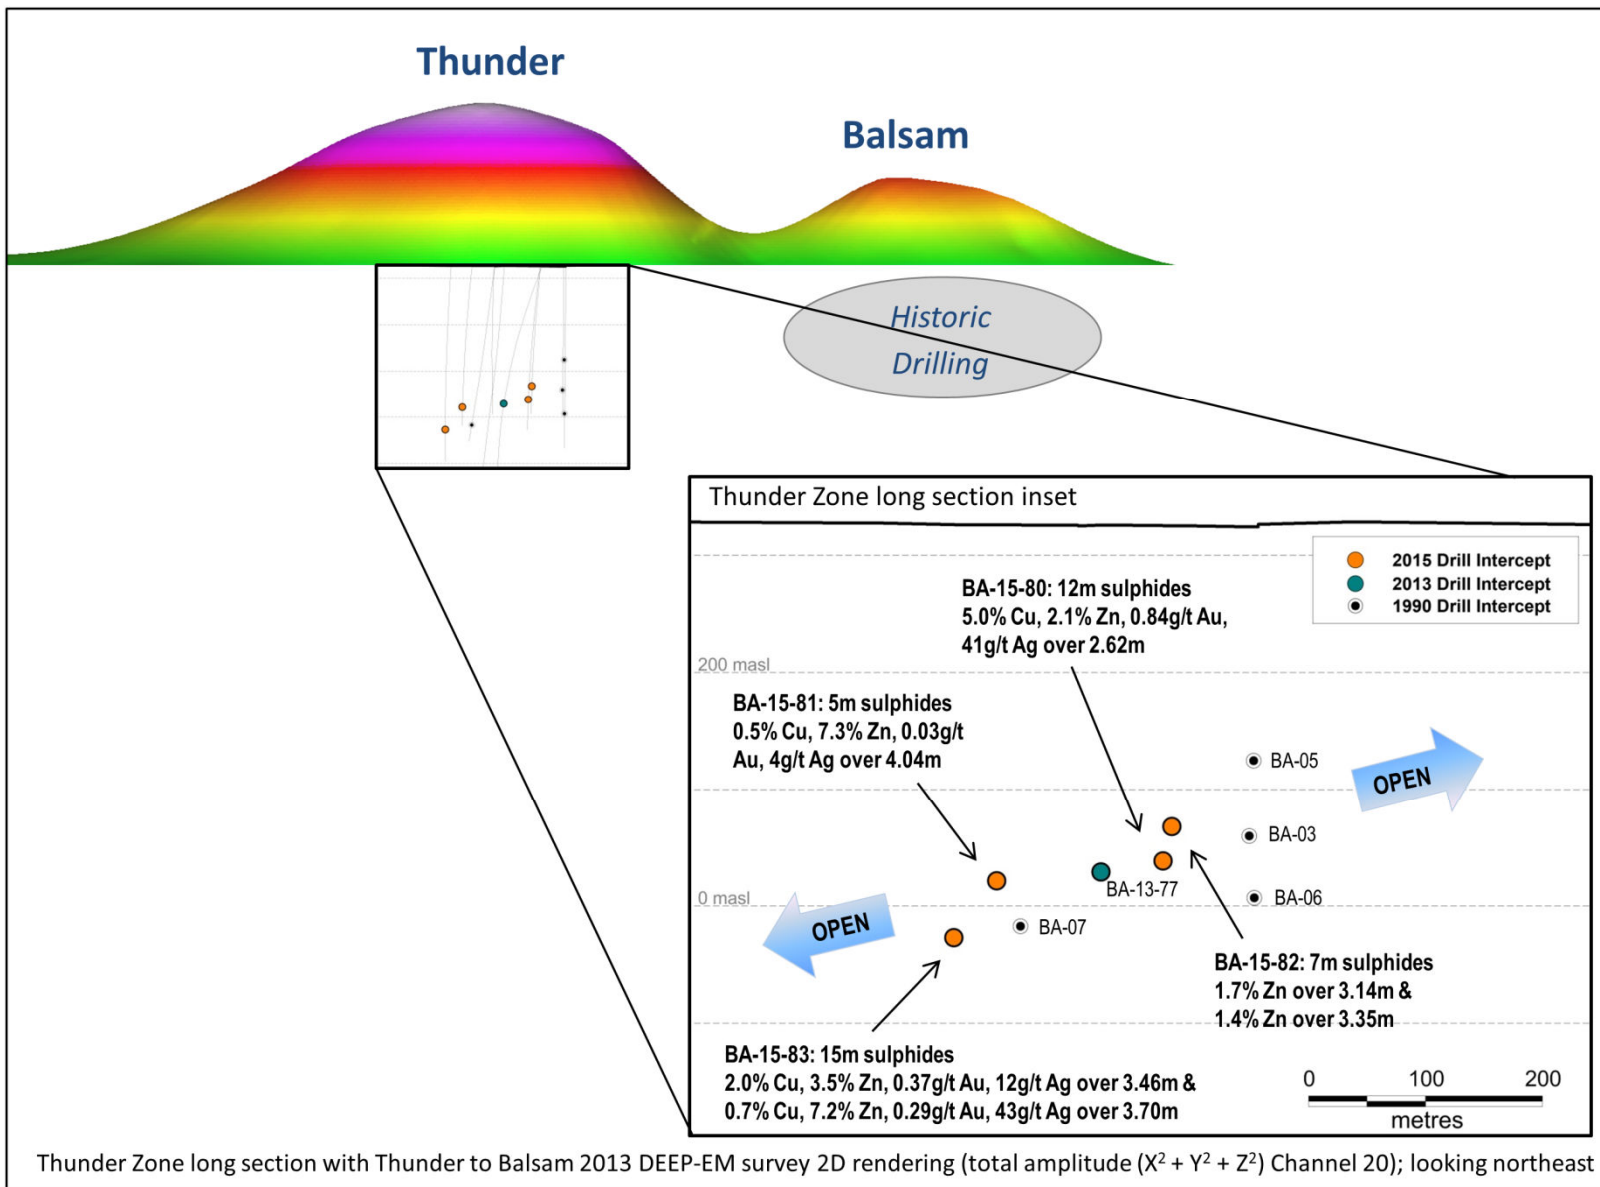 Thunder
Balsam
Historic
Drilling
Thunder Zone long section inset
2015 Drill Intercept
2013 Drill Intercept
1990 Drill Intercept
BA-15-80: 12m sulphides
5.0% Cu, 2.1% Zn, 0.84g/t Au,
41g/t Ag over 2.62m
200 masl
BA-15-81: 5m sulphides
0.5% Cu, 7.3% Zn, 0.03g/t
Au, 4g/t Ag over 4.04m
BA-05
OPEN
BA-03
BA-13-77
BA-06
0 masl
OPEN
BA-07
BA-15-82: 7m sulphides
1.7% Zn over 3.14m &
1.4% Zn over 3.35m
BA-15-83: 15m sulphides
2.0% Cu, 3.5% Zn, 0.37g/t Au, 12g/t Ag over 3.46m &
0.7% Cu, 7.2% Zn, 0.29g/t Au, 43g/t Ag over 3.70m
0 100 200
metres
Thunder Zone long section with Thunder to Balsam 2013 DEEP-EM survey 2D rendering (total amplitude (X² + Y² + Z²) Channel 20); looking northeast